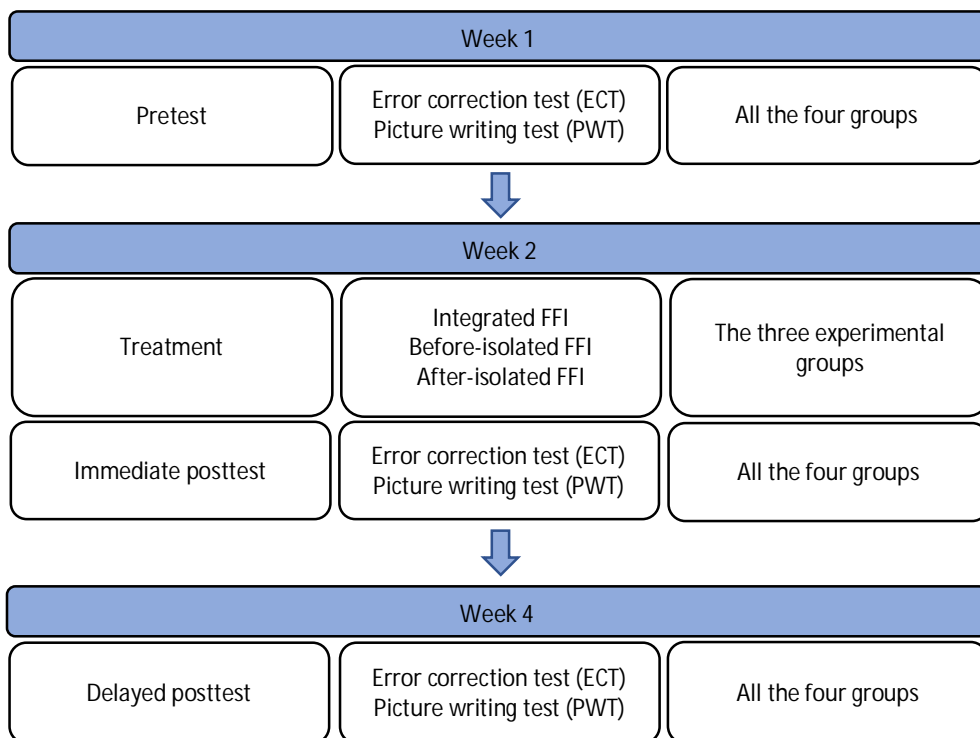 Week 1
Pretest
Error correction test (ECT)
Picture writing test (PWT)
All the four groups
Week 2
Treatment
Integrated FFI
Before-isolated FFI
After-isolated FFI
The three experimental
groups
Immediate posttest
Error correction test (ECT)
Picture writing test (PWT)
All the four groups
Week 4
Delayed posttest
Error correction test (ECT)
Picture writing test (PWT)
All the four groups